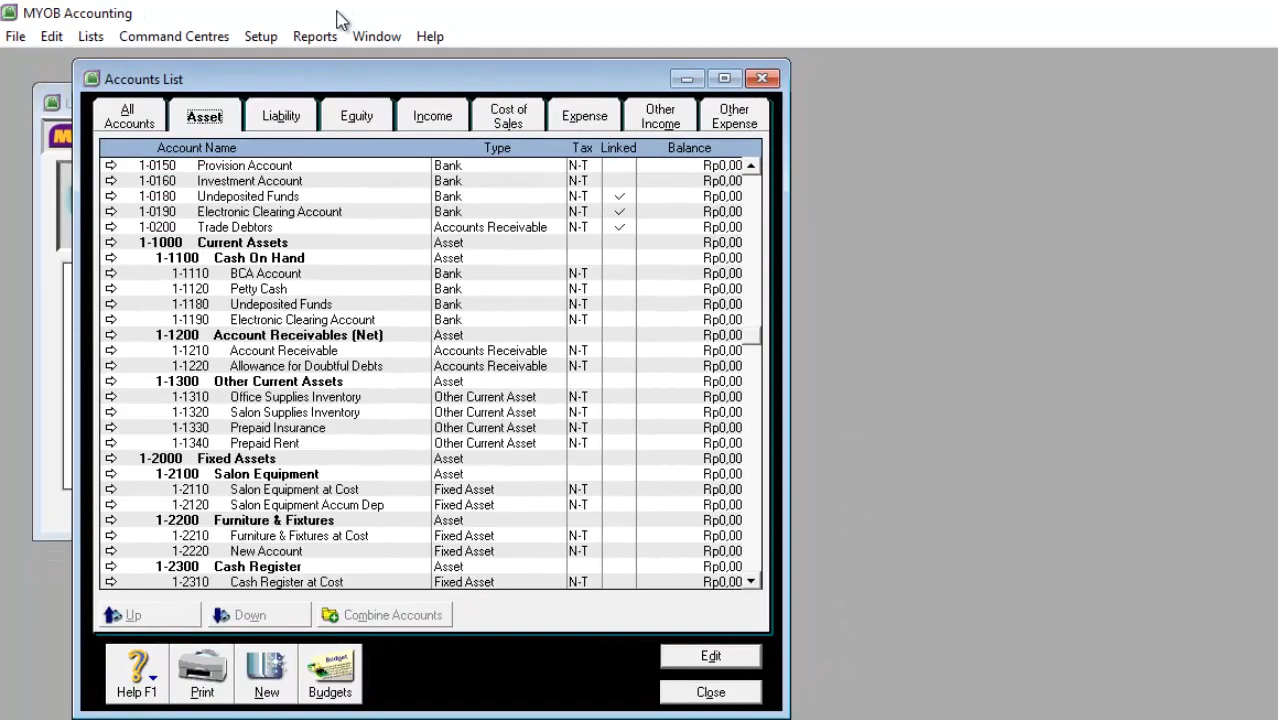 MYOB Accounting
File Edit Lists Command Centres Setup Reports Window Help
Accounts List
All Accounts Asset Liability Equity Income Cost of Sales Expense Other Income Other Expense
Account Name Type Tax Linked Balance
1-0150 Provision Account Bank N-T Rp0,00
1-0160 Investment Account Bank N-T Rp0,00
1-0180 Undeposited Funds Bank N-T ✓ Rp0,00
1-0190 Electronic Clearing Account Bank N-T ✓ Rp0,00
1-0200 Trade Debtors Accounts Receivable N-T ✓ Rp0,00
1-1000 Current Assets Asset Rp0,00
1-1100 Cash On Hand Asset Rp0,00
1-1110 BCA Account Bank N-T Rp0,00
1-1120 Petty Cash Bank N-T Rp0,00
1-1180 Undeposited Funds Bank N-T Rp0,00
1-1190 Electronic Clearing Account Bank N-T Rp0,00
1-1200 Account Receivables (Net) Asset Rp0,00
1-1210 Account Receivable Accounts Receivable N-T Rp0,00
1-1220 Allowance for Doubtful Debts Accounts Receivable N-T Rp0,00
1-1300 Other Current Assets Asset Rp0,00
1-1310 Office Supplies Inventory Other Current Asset N-T Rp0,00
1-1320 Salon Supplies Inventory Other Current Asset N-T Rp0,00
1-1330 Prepaid Insurance Other Current Asset N-T Rp0,00
1-1340 Prepaid Rent Other Current Asset N-T Rp0,00
1-2000 Fixed Assets Asset Rp0,00
1-2100 Salon Equipment Asset Rp0,00
1-2110 Salon Equipment at Cost Fixed Asset N-T Rp0,00
1-2120 Salon Equipment Accum Dep Fixed Asset N-T Rp0,00
1-2200 Furniture & Fixtures Asset Rp0,00
1-2210 Furniture & Fixtures at Cost Fixed Asset N-T Rp0,00
1-2220 New Account Fixed Asset N-T Rp0,00
1-2300 Cash Register Asset Rp0,00
1-2310 Cash Register at Cost Fixed Asset N-T Rp0,00
Up Down Combine Accounts
Help F1 Print New Budgets
Edit
Close